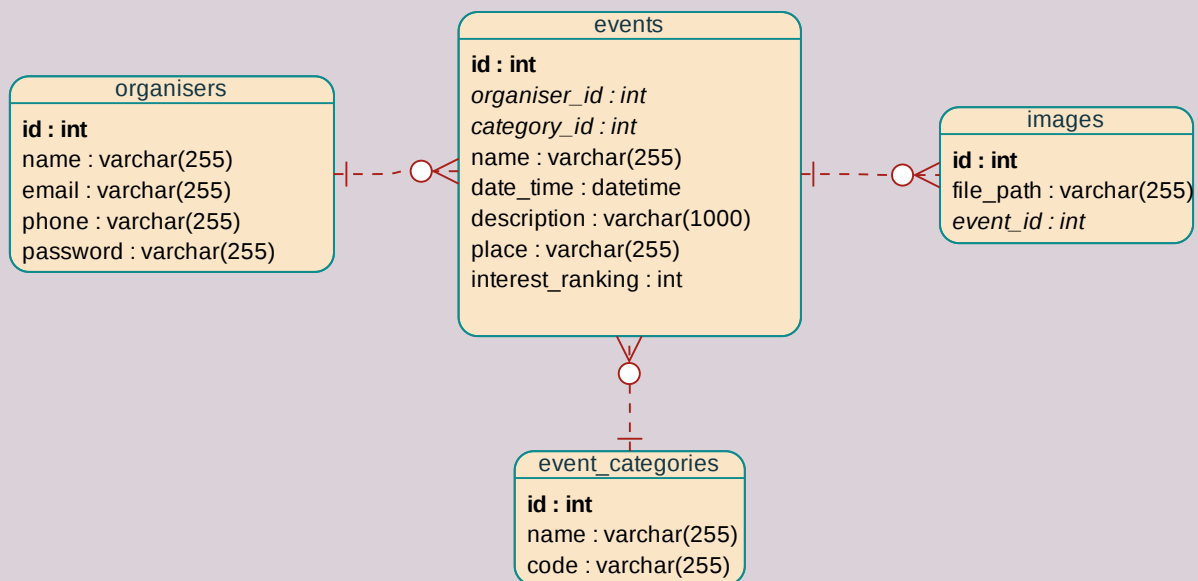 events
id : int
organiser_id : int
category_id : int
name : varchar(255)
date_time : datetime
description : varchar(1000)
place : varchar(255)
interest_ranking : int
organisers
id : int
name : varchar(255)
email : varchar(255)
phone : varchar(255)
password : varchar(255)
images
id : int
file_path : varchar(255)
event_id : int
event_categories
id : int
name : varchar(255)
code : varchar(255)